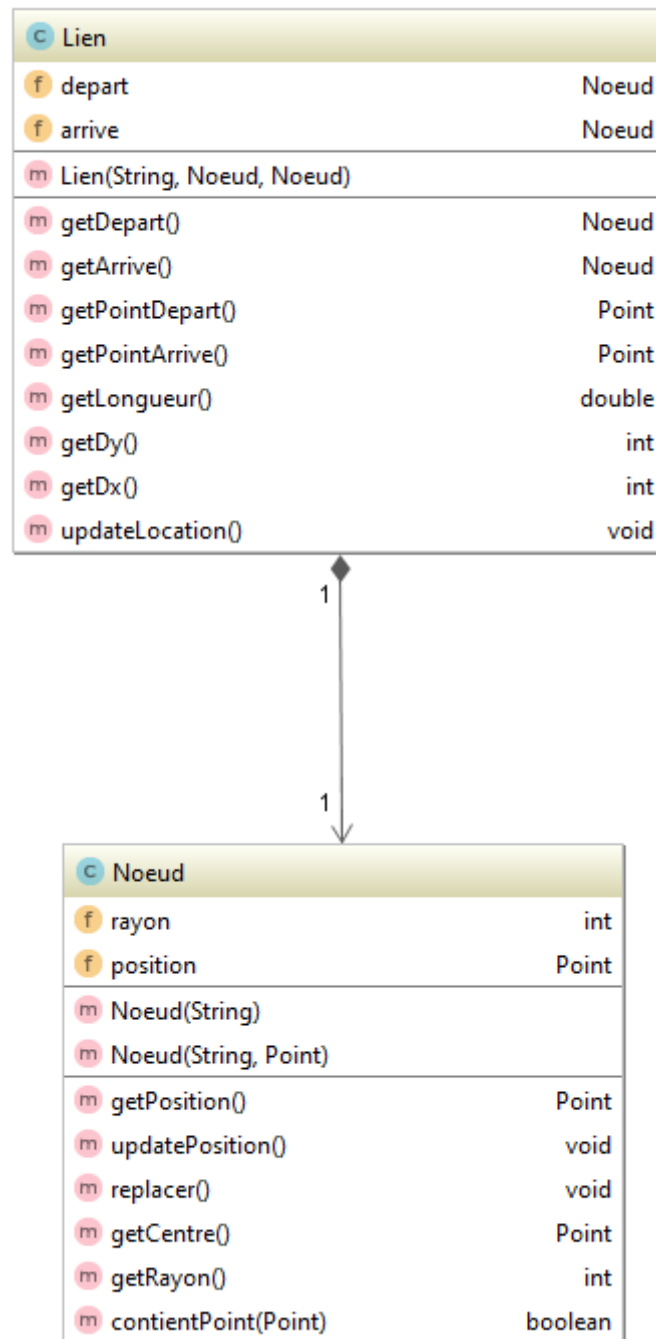 C Lien
f depart Noeud
f arrive Noeud
m Lien(String, Noeud, Noeud)
m getDepart() Noeud
m getArrive() Noeud
m getPointDepart() Point
m getPointArrive() Point
m getLongueur() double
m getDy() int
m getDx() int
m updateLocation() void
1
1
C Noeud
f rayon int
f position Point
m Noeud(String)
m Noeud(String, Point)
m getPosition() Point
m updatePosition() void
m replacer() void
m getCentre() Point
m getRayon() int
m contientPoint(Point) boolean